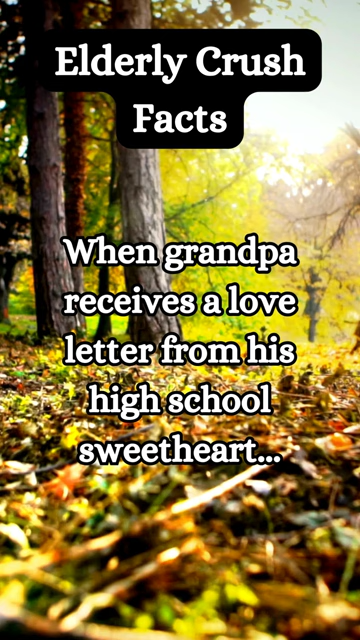 Elderly Crush
Facts
When grandpa
receives a love
letter from his
high school
sweetheart...